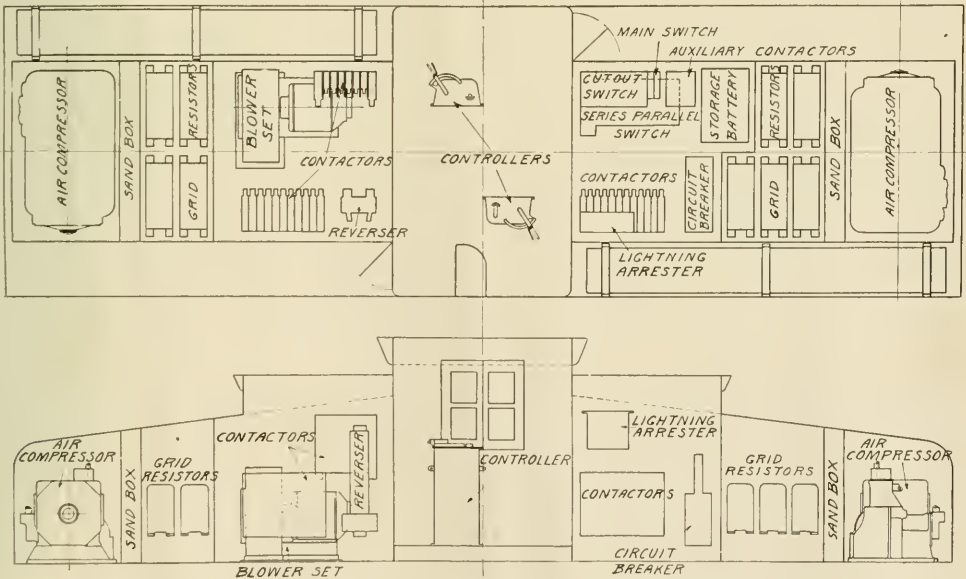 MAIN SWITCH
AUXILIARY CONTACTORS
AIR COMPRESSOR
SAND BOX
RESISTORS
GRID
BLOWER
SET
CONTACTORS
REVERSER
CONTROLLERS
CUTOUT
SWITCH
SERIES PARALLEL
SWITCH
STORAGE
BATTERY
CONTACTORS
CIRCUIT
BREAKER
LIGHTNING
ARRESTER
RESISTORS
GRID
SAND BOX
AIR COMPRESSOR
AIR
COMPRESSOR
SAND BOX
GRID
RESISTORS
CONTACTORS
REVERSER
BLOWER SET
CONTROLLER
LIGHTNING
ARRESTER
CONTACTORS
CIRCUIT
BREAKER
GRID
RESISTORS
SAND BOX
AIR
COMPRESSOR